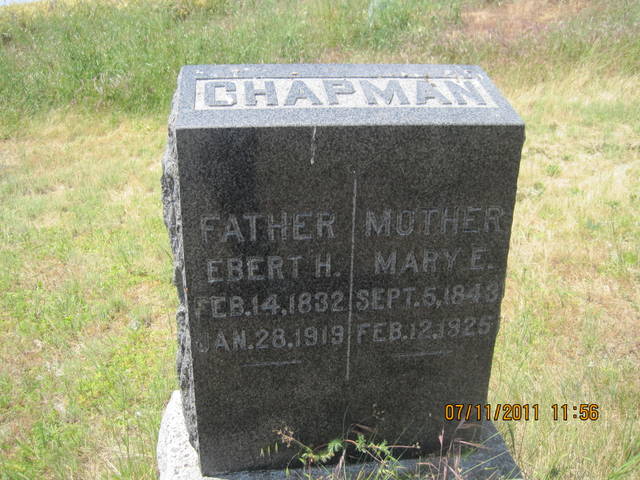 CHAPMAN
FATHER
EBERT H.
FEB. 14, 1832
JAN. 28, 1919
MOTHER
MARY E.
SEPT. 5, 1843
FEB. 12, 1925
07/11/2011 11:56